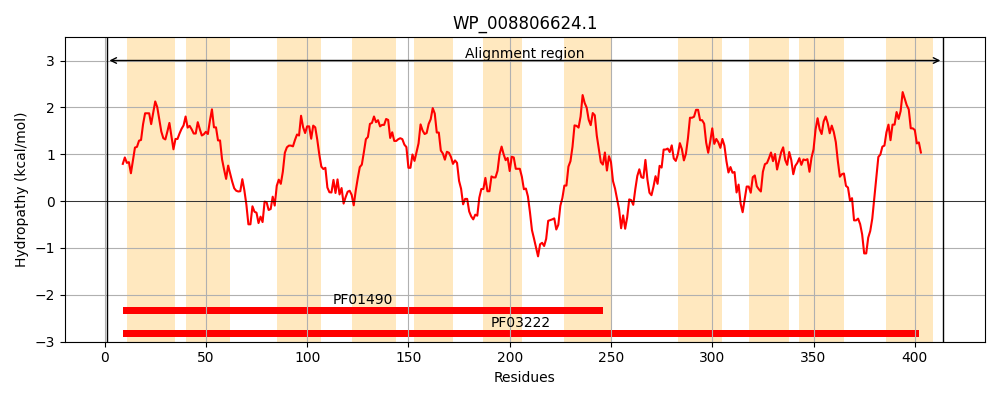 WP_008806624.1
Alignment region
Hydropathy (kcal/mol)
3
2
1
0
−1
−2
−3
PF01490
PF03222
0 50 100 150 200 250 300 350 400
Residues